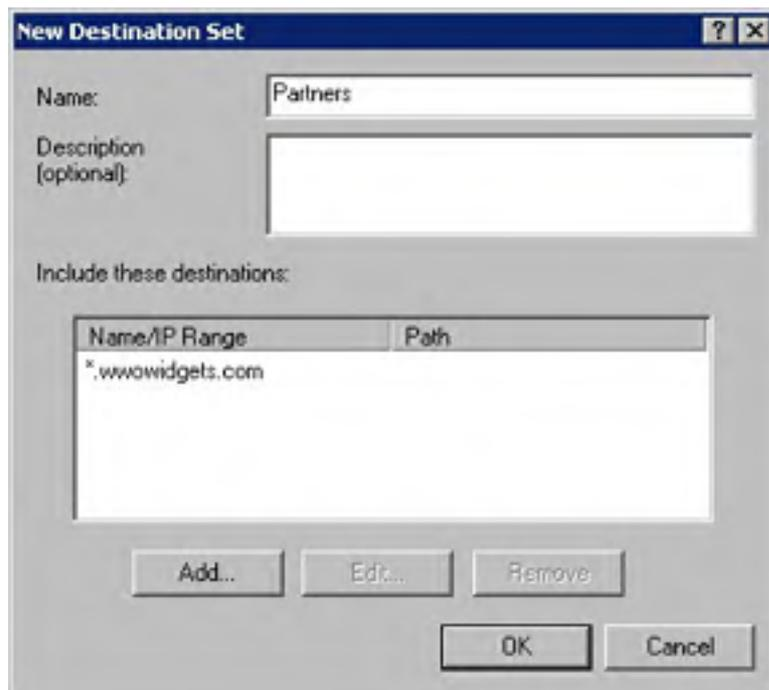 New Destination Set
Name:
Partners
Description
(optional):
Include these destinations:
Name/IP Range Path
*.wwowidgets.com
Add... Edit... Remove
OK Cancel